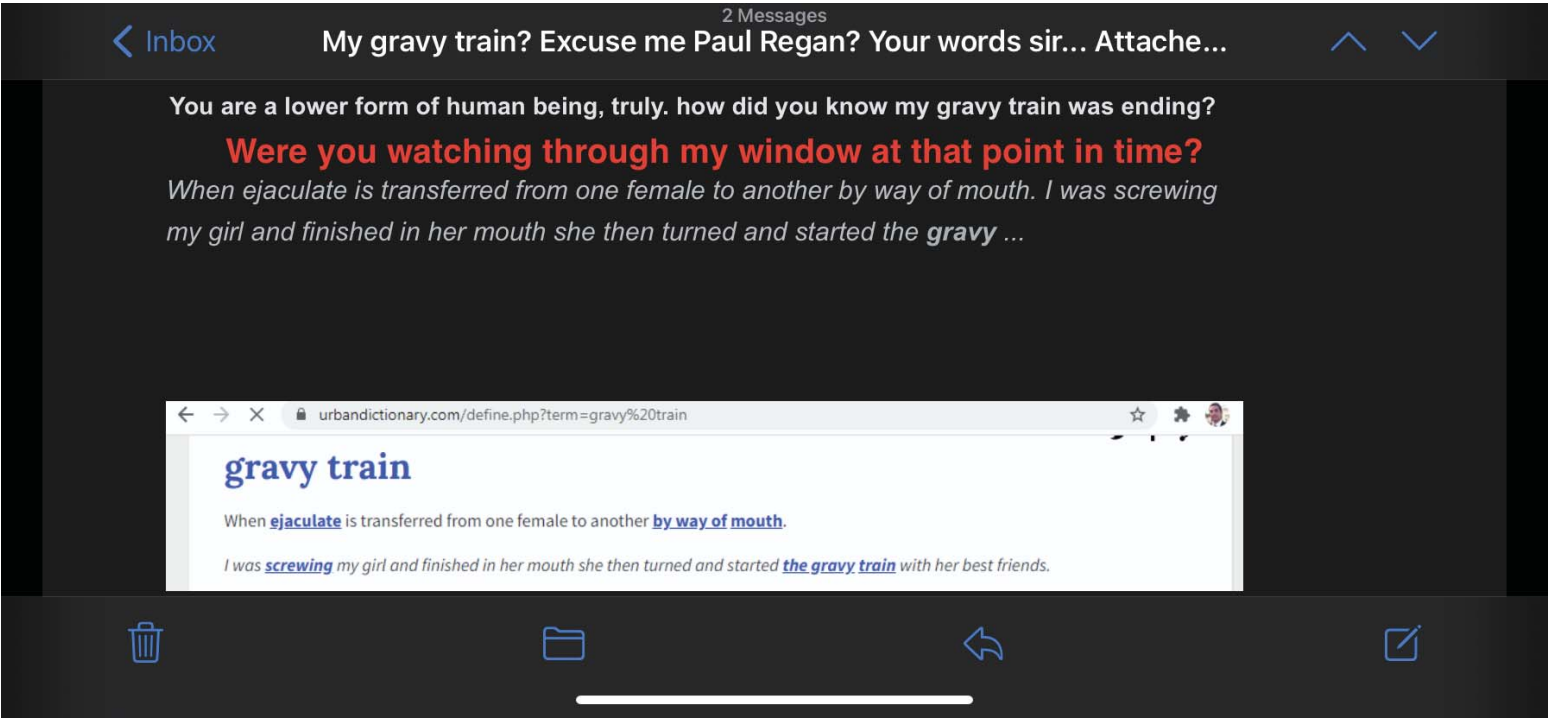 2 Messages
Inbox
My gravy train? Excuse me Paul Regan? Your words sir... Attache...
You are a lower form of human being, truly. how did you know my gravy train was ending?
Were you watching through my window at that point in time?
When ejaculate is transferred from one female to another by way of mouth. I was screwing
my girl and finished in her mouth she then turned and started the gravy ...
urbandictionary.com/define.php?term=gravy%20train
gravy train
When ejaculate is transferred from one female to another by way of mouth.
I was screwing my girl and finished in her mouth she then turned and started the gravy train with her best friends.